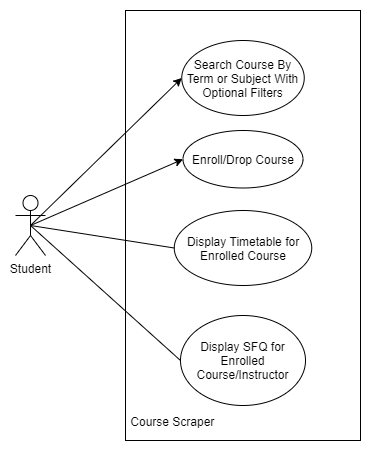 Search Course By
Term or Subject With
Optional Filters
Enroll/Drop Course
Student
Display Timetable for
Enrolled Course
Display SFQ for
Enrolled
Course/Instructor
Course Scraper